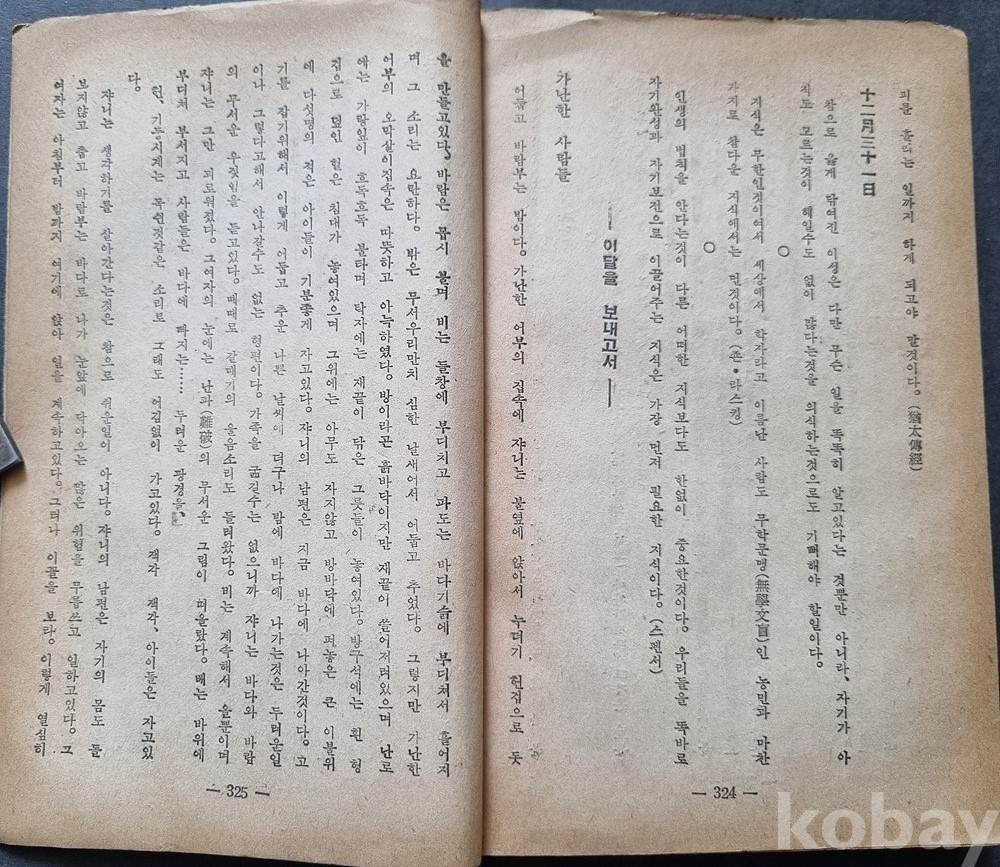 피를 흘리는 일까지 하게 되고야 말것이다。(猶太傳經)
十二月三十一日
참으로 옳게 닦여진 이성은 다만 무슨 일을 똑똑히 알고있다는 것뿐만 아니라、자기가 아
직도 모르는것이 헤일수도 없이 많다는것을 의식하는것으로도 기뻐해야 할일이다。
○
지식은 무한인것이여서 세상에서 학자라고 이름난 사람도 무학문맹(無學文盲)인 농민과 마찬
가지로 참다운 지식에서는 먼것이다。(존•라스킹)
○
인생의 법칙을 안다는것이 다른 어떠한 지식보다도 한없이 중요한것이다。우리들을 똑바로
자기완성과 자기보전으로 이끌어주는 지식은 가장 먼저 필요한 지식이다。(스펜서)
── 이달을 보내고서 ──
가난한 사람들
어둡고 바람부는 밤이다。가난한 어부의 집속에 쟈니는 불옆에 앉아서 누더기 헌겁으로 돛
— 324 —
을 만들고있다。바람은 몹시 불며 비는 들창에 부디치고 파도는 바다기슭에 부디처서 흩어지
며 그 소리는 요란하다。밖은 무서우리만치 심한 날세여서 어둡고 추었다。그렇지만 가난한
어부의 오막살이집속은 따뜻하고 아늑하였다。방이라곤 흙바닥이지만 재끝이 쓸어저있으며 난로
에는 가랑잎이 흐득흐득 불타며 탁자에는 재끝이 닦은 그릇들이 놓여있다。방구석에는 흰 형
겁으로 덮인 헐은 침대가 놓여있으며 그위에는 아무도 자지않고 방바닥에 펴놓은 큰 이불위
에 다섯명의 적은 아이들이 기분좋게 자고있다。쟈니의 남편은 지금 바다에 나아간것이다。고
기를 잡기위해서 이렇게 어둡고 추운 나쁜 날씨에 더구나 밤에 바다에 나가는것은 두려운일
이나 그렇다고해서 안나갈수도 없는 형편이다。가족을 굶길수는 없으니까 쟈니는 바다와 바람
의 무서운 우짖임을 듣고있다。때때로 갈매기의 울음소리도 들려왔다。비는 계속해서 올뿐이며
쟈니는 그만 괴로워졌다。그여자의 눈에는 난파(難破)의 무서운 그림이 떠올랐다。배는 바위에
부디처 부서지고 사람들은 바다에 빠지는…… 두려운 광경을、
헌、기둥시계는 목쉰것같은 소리로 그래도 어김없이 가고있다。잭각 잭각、아이들은 자고있
다。
쟈니는 생각하기를 살아간다는것은 참으로 쉬운일이 아니다。쟈니의 남편은 자기의 몸도 돌
보지않고 춥고 바람부는 바다로 나가 눈앞에 닥아오는 많은 위험을 무릅쓰고 일하고있다。그
여자는 아침부터 밤까지 여기에 앉아 일을 계속하고있다。그러나 이꼴을 보라。이렇게 열심히
— 325 —
kobay